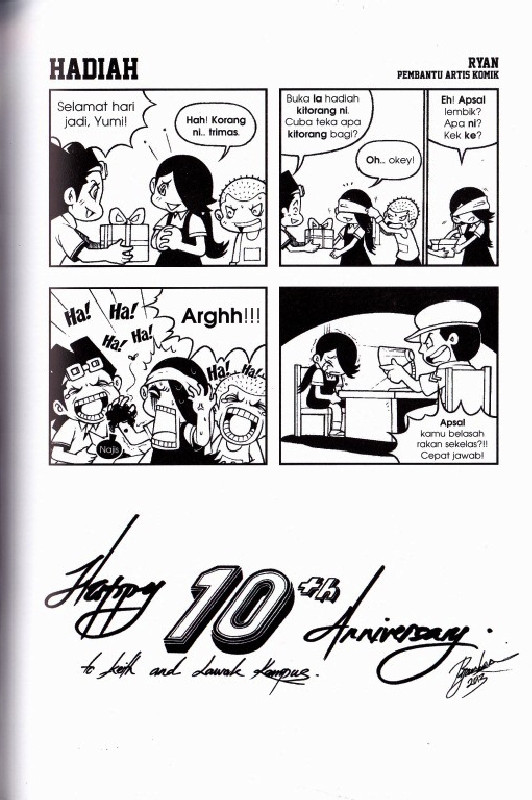 HADIAH
RYAN
PEMBANTU ARTIS KOMIK
Selamat hari
jadi, Yumi!
Hah! Korang
ni.. trimas.
Buka la hadiah
kitorang ni.
Cuba teka apa
kitorang bagi?
Oh... okey!
Eh! Apsal
lembik?
Apa ni?
Kek ke?
Ha!
Ha!
Ha!
Ha!
Arghh!!!
Ha!
Ha!
Najis
Apsal
kamu belasah
rakan sekelas?!!
Cepat jawab!!
Happy 10th Anniversary.
to Keith and Lawak Kampus.
2013